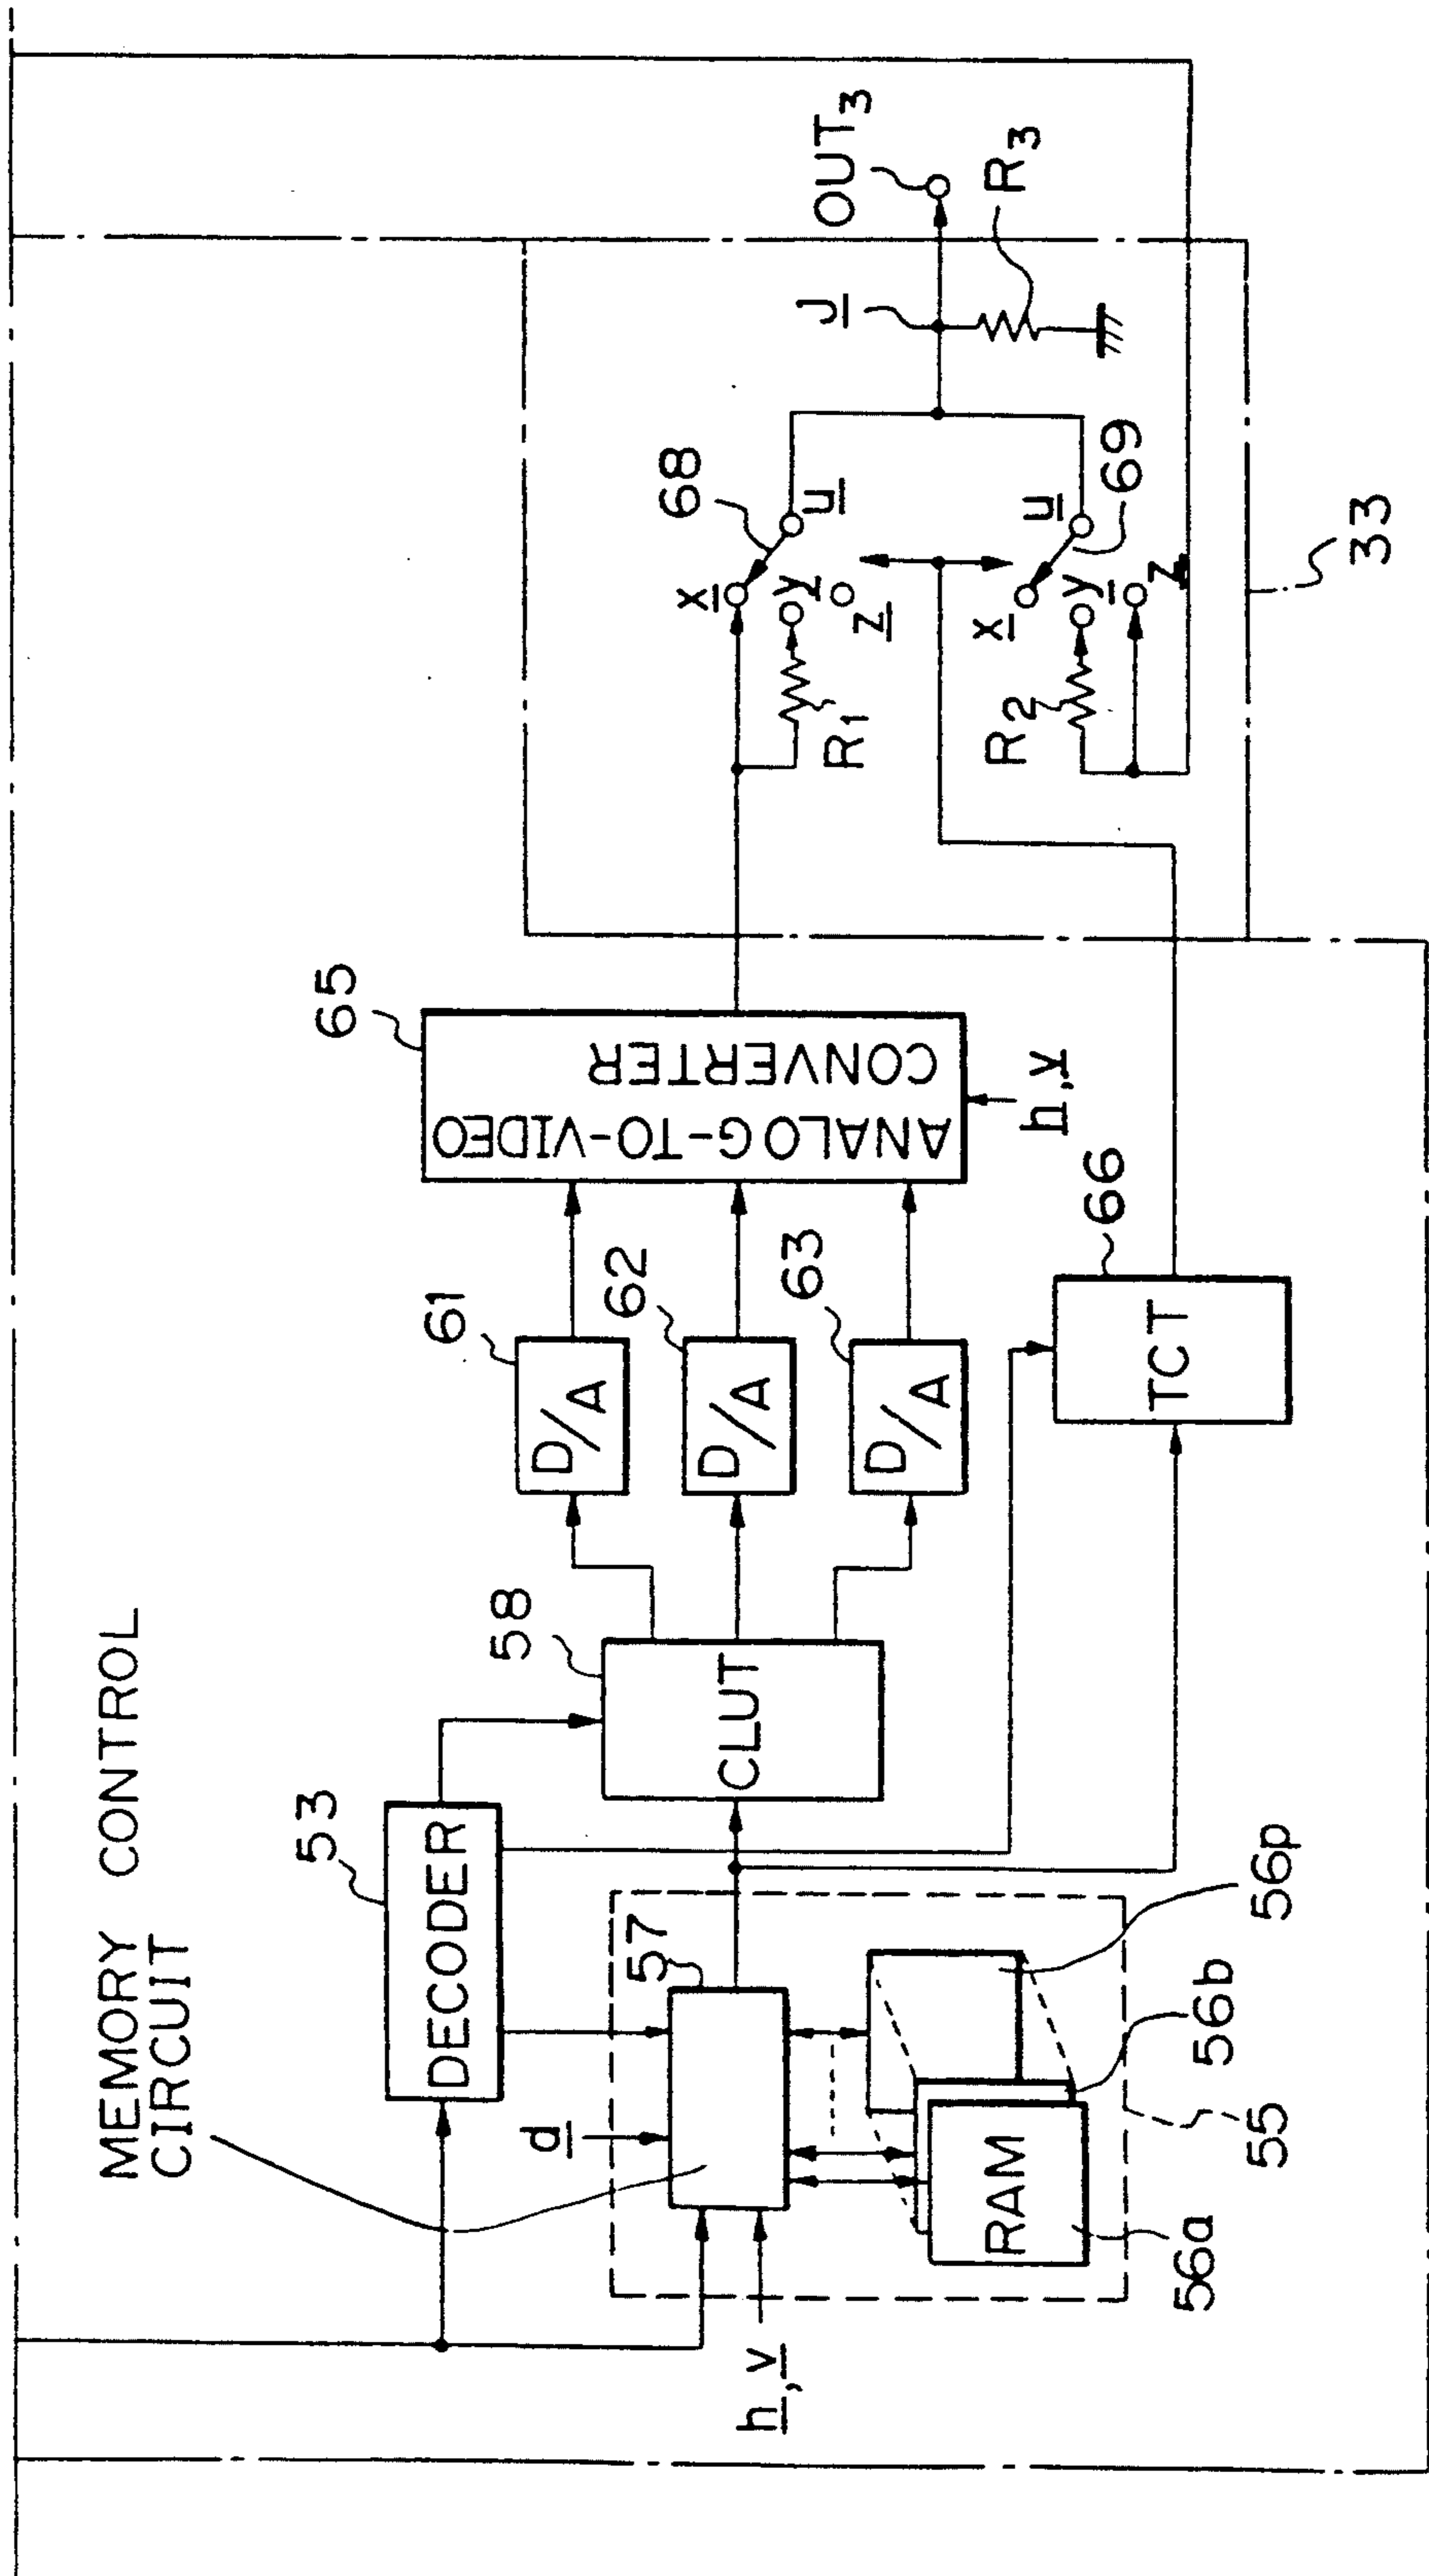 MEMORY CONTROL
CIRCUIT
53
DECODER
d
57
h, v
RAM
56a
56b
56p
55
58
CLUT
61
D/A
62
D/A
63
D/A
65
ANALOG-TO-VIDEO
CONVERTER
h, v
66
TCT
68
x
y
z
u
R1
69
x
y
z
u
R2
J
OUT3
R3
33